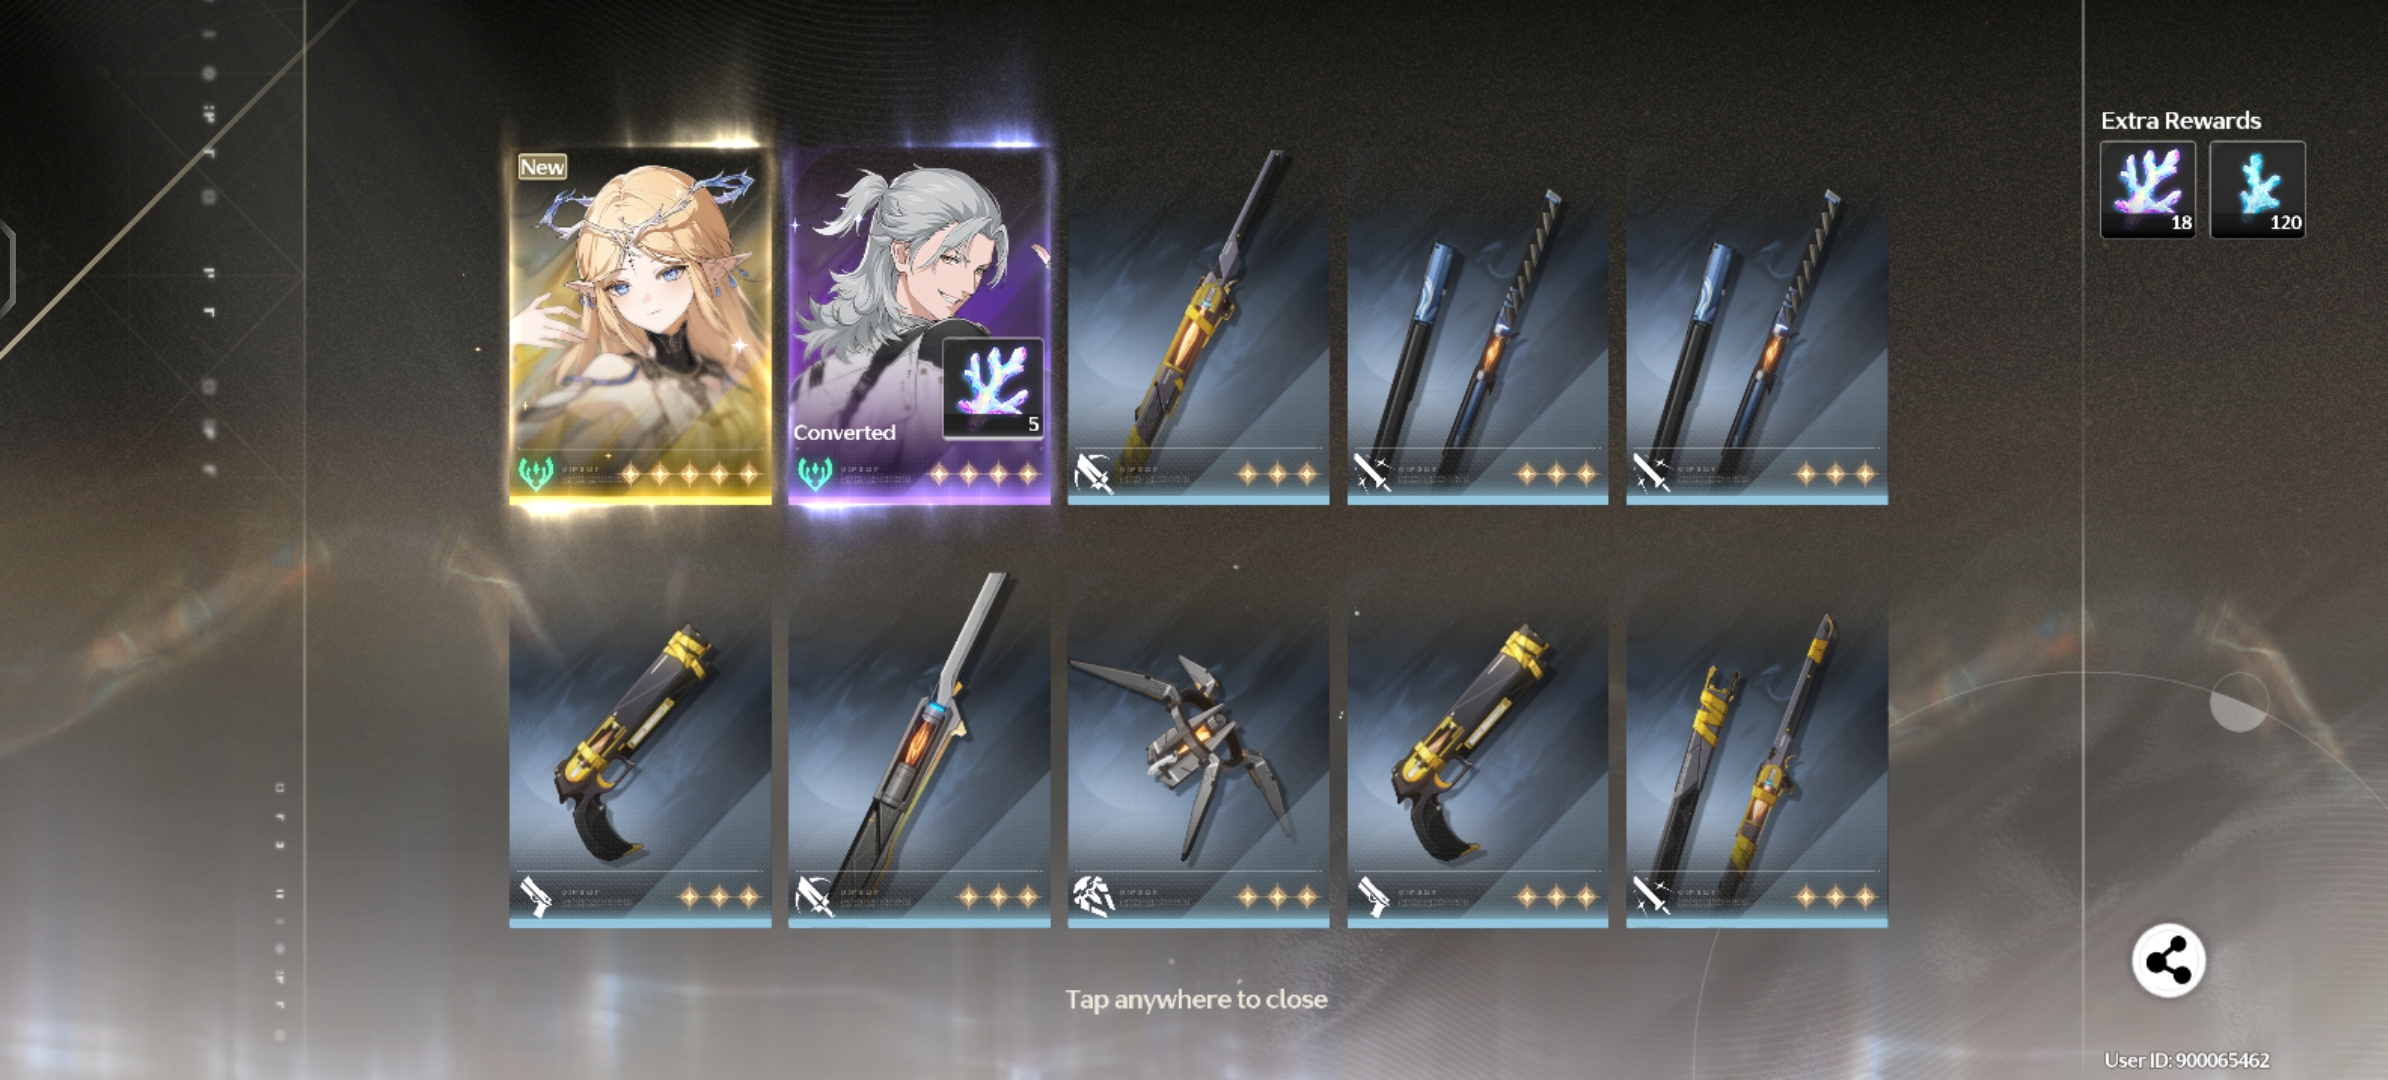 Extra Rewards
New
18
120
5
Converted
Tap anywhere to close
User ID: 900065462